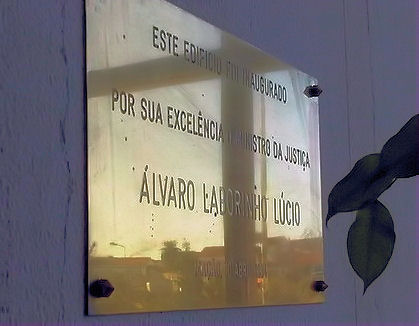 ESTE EDIFÍCIO FOI INAUGURADO
POR SUA EXCELÊNCIA O MINISTRO DA JUSTIÇA
ÁLVARO LABORINHO LÚCIO